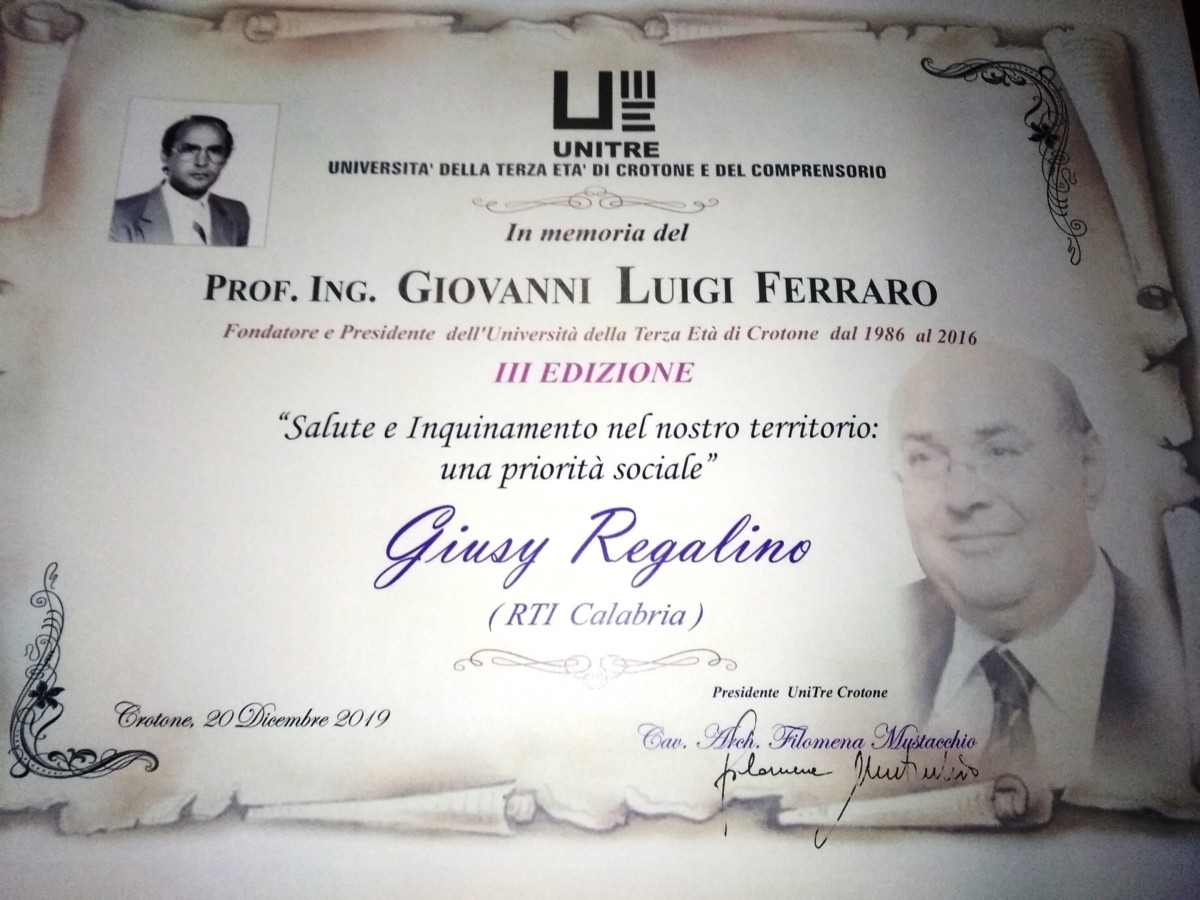 UNITRE
UNIVERSITA' DELLA TERZA ETA' DI CROTONE E DEL COMPRENSORIO
In memoria del
PROF. ING. GIOVANNI LUIGI FERRARO
Fondatore e Presidente dell'Università della Terza Età di Crotone dal 1986 al 2016
III EDIZIONE
“Salute e Inquinamento nel nostro territorio:
una priorità sociale”
Giusy Regalino
(RTI Calabria)
Presidente UniTre Crotone
Crotone, 20 Dicembre 2019
Cav. Arch. Filomena Mystacchio